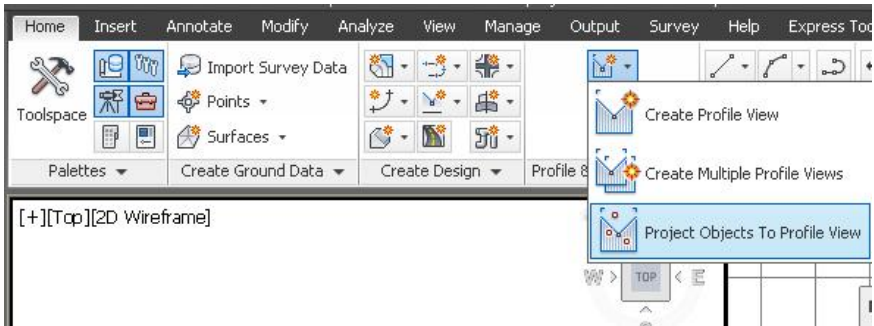 Home Insert Annotate Modify Analyze View Manage Output Survey Help Express
Import Survey Data
Points
Surfaces
Toolspace
Palettes Create Ground Data Create Design Profile &
Create Profile View
Create Multiple Profile Views
Project Objects To Profile View
[+][Top][2D Wireframe]
W TOP E